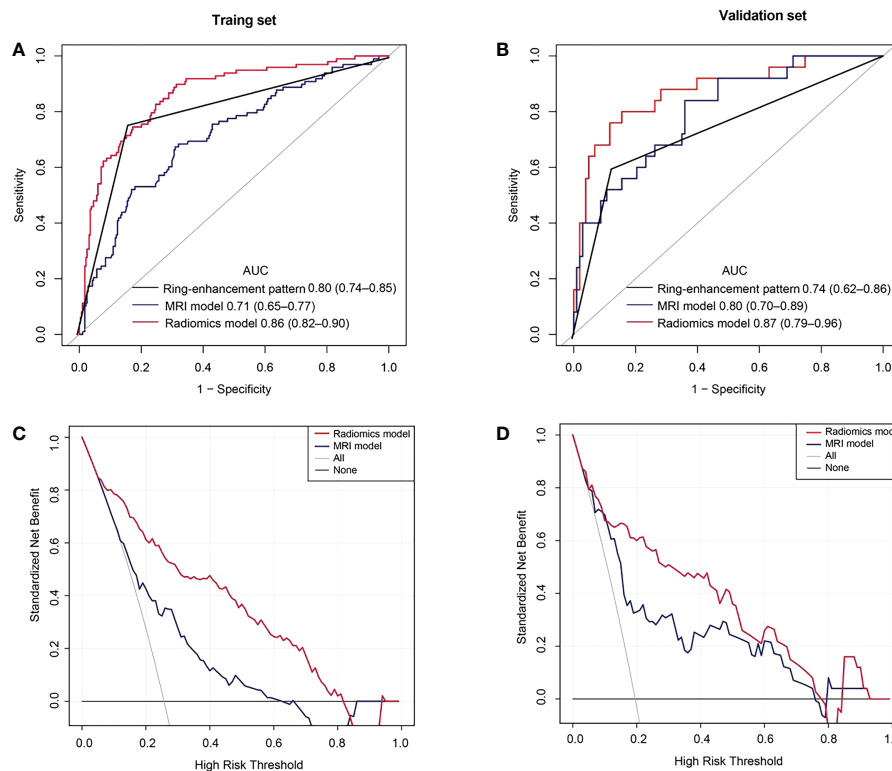 Traing set
Validation set
A
B
1.0
0.8
0.6
0.4
0.2
0.0
Sensitivity
AUC
Ring-enhancement pattern 0.80 (0.74–0.85)
MRI model 0.71 (0.65–0.77)
Radiomics model 0.86 (0.82–0.90)
0.0 0.2 0.4 0.6 0.8 1.0
1 − Specificity
1.0
0.8
0.6
0.4
0.2
0.0
Sensitivity
AUC
Ring-enhancement pattern 0.74 (0.62–0.86)
MRI model 0.80 (0.70–0.89)
Radiomics model 0.87 (0.79–0.96)
0.0 0.2 0.4 0.6 0.8 1.0
1 − Specificity
C
D
1.0
0.8
0.6
0.4
0.2
0.0
Standardized Net Benefit
Radiomics model
MRI model
All
None
0.0 0.2 0.4 0.6 0.8 1.0
High Risk Threshold
1.0
0.8
0.6
0.4
0.2
0.0
Standardized Net Benefit
Radiomics
MRI model
All
None
0.0 0.2 0.4 0.6 0.8
High Risk Threshold